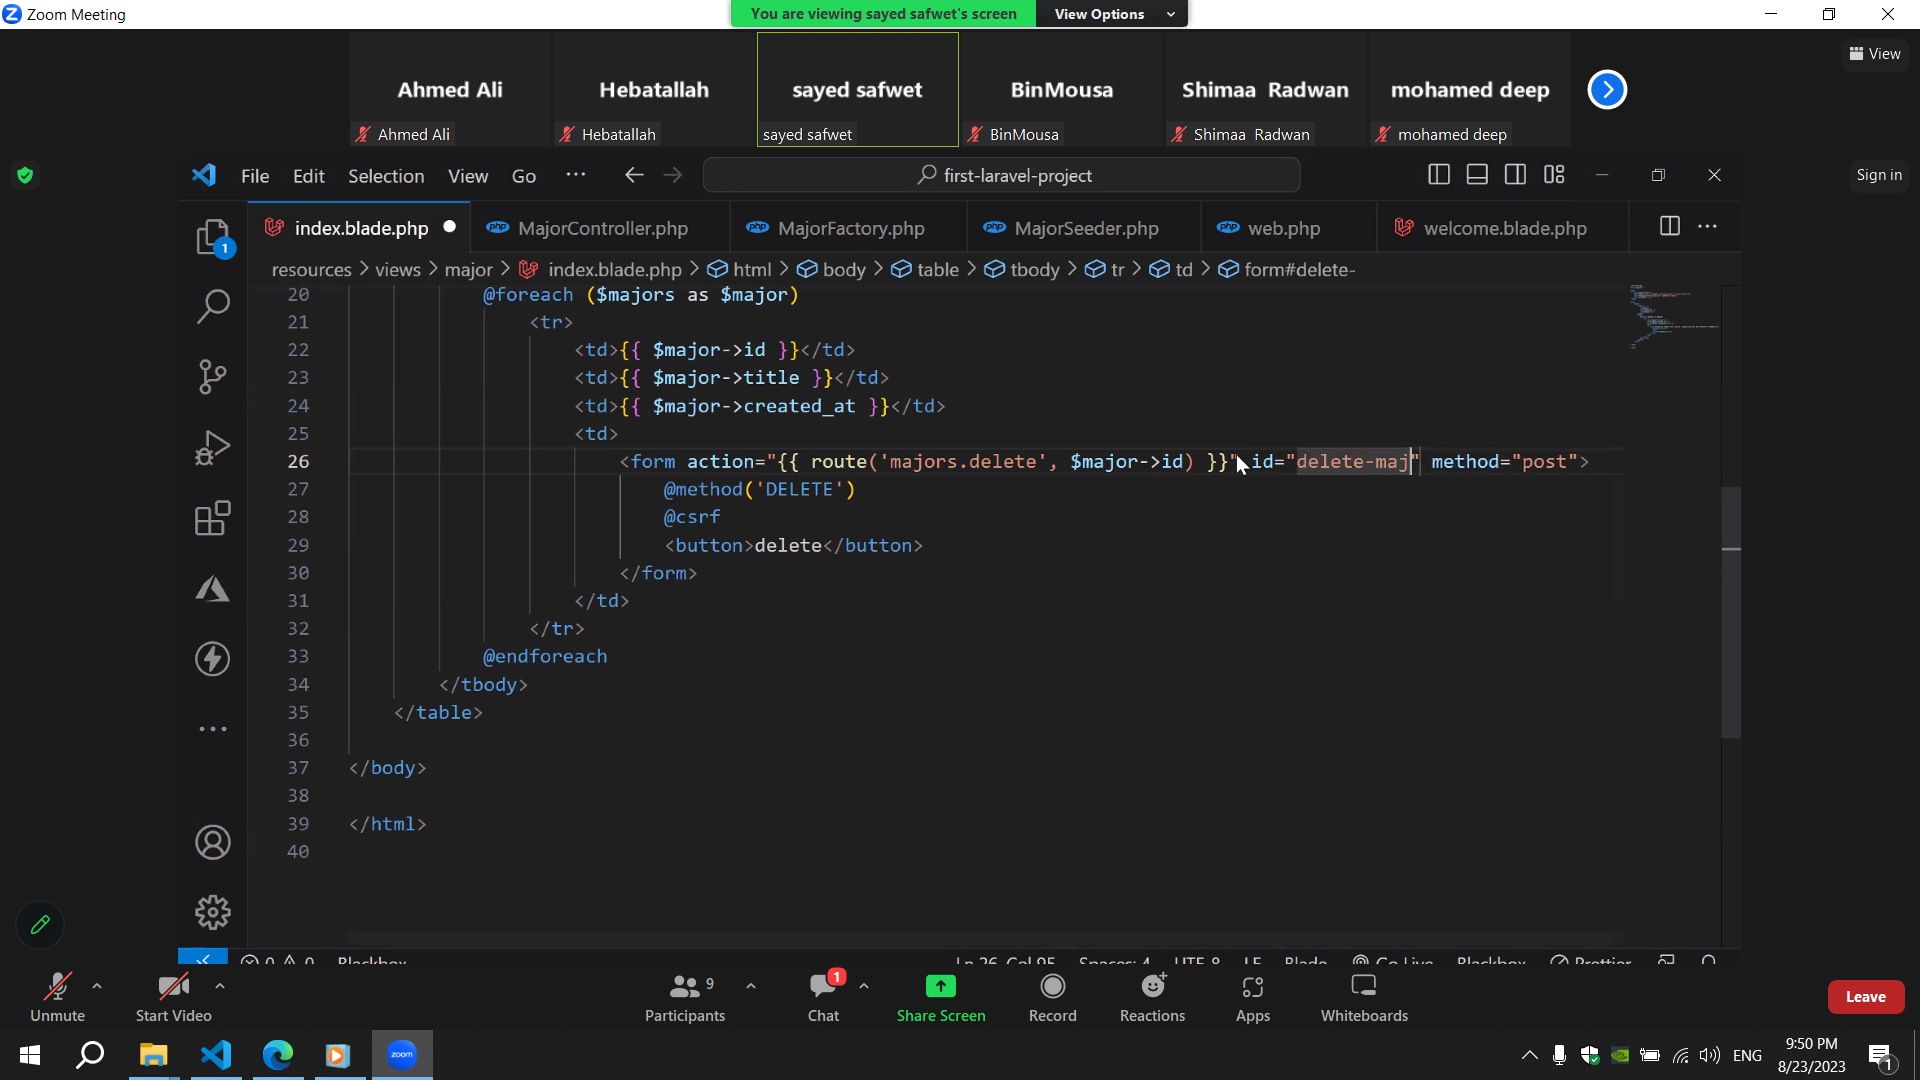 Zoom Meeting
You are viewing sayed safwet's screen
View Options
View
Ahmed Ali
Hebatallah
sayed safwet
BinMousa
Shimaa Radwan
mohamed deep
Ahmed Ali
Hebatallah
sayed safwet
BinMousa
Shimaa Radwan
mohamed deep
File Edit Selection View Go ···
first-laravel-project
Sign in
1
index.blade.php
php MajorController.php
php MajorFactory.php
php MajorSeeder.php
php web.php
welcome.blade.php
resources > views > major > index.blade.php > html > body > table > tbody > tr > td > form#delete-
20 @foreach ($majors as $major)
21 <tr>
22 <td>{{ $major->id }}</td>
23 <td>{{ $major->title }}</td>
24 <td>{{ $major->created_at }}</td>
25 <td>
26 <form action="{{ route('majors.delete', $major->id) }}" id="delete-maj" method="post">
27 @method('DELETE')
28 @csrf
29 <button>delete</button>
30 </form>
31 </td>
32 </tr>
33 @endforeach
34 </tbody>
35 </table>
36
37 </body>
38
39 </html>
40
0 0 Blackbox
Ln 26, Col 95 Spaces: 4 UTF-8 LF Blade Go Live Blackbox Prettier
Unmute
Start Video
9
Participants
1
Chat
Share Screen
Record
Reactions
Apps
Whiteboards
Leave
zoom
ENG
9:50 PM
8/23/2023
1